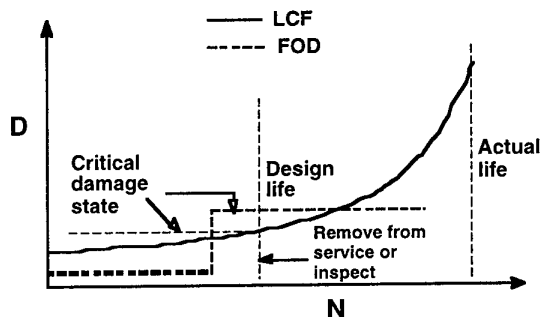 LCF
FOD
D
Critical
damage
state
Design
life
Actual
life
Remove from
service or
inspect
N